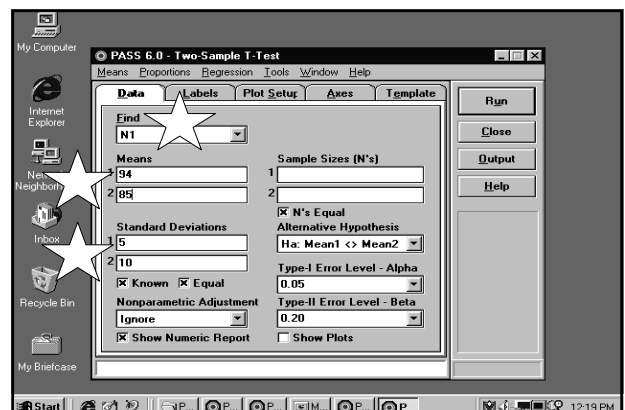 My Computer
PASS 6.0 - Two-Sample T-Test
Means Proportions Regression Tools Window Help
Data Labels Plot Setup Axes Template
Run
Internet
Explorer
Find
N1
Close
Means
Sample Sizes (N's)
Output
1 94
1
2 85
2
Help
N's Equal
Standard Deviations
Alternative Hypothesis
Inbox
1 5
Ha: Mean1 <> Mean2
2 10
Type-I Error Level - Alpha
Known Equal
0.05
Recycle Bin
Nonparametric Adjustment
Type-II Error Level - Beta
Ignore
0.20
Show Numeric Report
Show Plots
My Briefcase
Start
P...
P...
P...
M...
P...
P...
P
12:19 PM